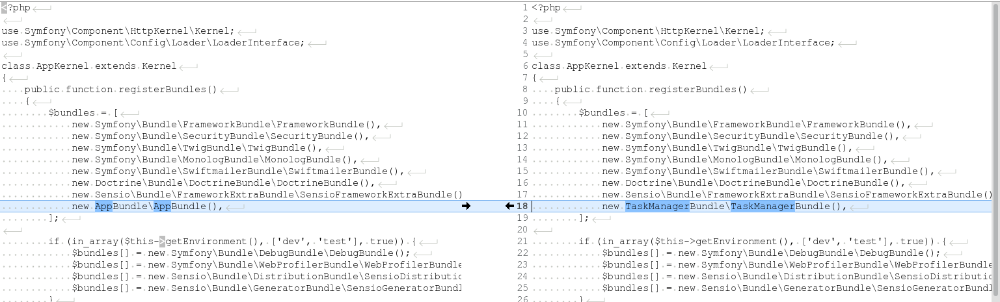 <?php
use Symfony\Component\HttpKernel\Kernel;
use Symfony\Component\Config\Loader\LoaderInterface;
class AppKernel extends Kernel
{
    public function registerBundles()
    {
        $bundles = [
            new Symfony\Bundle\FrameworkBundle\FrameworkBundle(),
            new Symfony\Bundle\SecurityBundle\SecurityBundle(),
            new Symfony\Bundle\TwigBundle\TwigBundle(),
            new Symfony\Bundle\MonologBundle\MonologBundle(),
            new Symfony\Bundle\SwiftmailerBundle\SwiftmailerBundle(),
            new Doctrine\Bundle\DoctrineBundle\DoctrineBundle(),
            new Sensio\Bundle\FrameworkExtraBundle\SensioFrameworkExtraBundle()
            new AppBundle\AppBundle(),
        ];
        if (in_array($this->getEnvironment(), ['dev', 'test'], true)) {
            $bundles[] = new Symfony\Bundle\DebugBundle\DebugBundle();
            $bundles[] = new Symfony\Bundle\WebProfilerBundle\WebProfilerBundle
            $bundles[] = new Sensio\Bundle\DistributionBundle\SensioDistributic
            $bundles[] = new Sensio\Bundle\GeneratorBundle\SensioGeneratorBundl
        }
1 <?php
2
3 use Symfony\Component\HttpKernel\Kernel;
4 use Symfony\Component\Config\Loader\LoaderInterface;
5
6 class AppKernel extends Kernel
7 {
8     public function registerBundles()
9     {
10         $bundles = [
11             new Symfony\Bundle\FrameworkBundle\FrameworkBundle(),
12             new Symfony\Bundle\SecurityBundle\SecurityBundle(),
13             new Symfony\Bundle\TwigBundle\TwigBundle(),
14             new Symfony\Bundle\MonologBundle\MonologBundle(),
15             new Symfony\Bundle\SwiftmailerBundle\SwiftmailerBundle(),
16             new Doctrine\Bundle\DoctrineBundle\DoctrineBundle(),
17             new Sensio\Bundle\FrameworkExtraBundle\SensioFrameworkExtraBundle()
18             new TaskManagerBundle\TaskManagerBundle(),
19         ];
20
21         if (in_array($this->getEnvironment(), ['dev', 'test'], true)) {
22             $bundles[] = new Symfony\Bundle\DebugBundle\DebugBundle();
23             $bundles[] = new Symfony\Bundle\WebProfilerBundle\WebProfilerBundle
24             $bundles[] = new Sensio\Bundle\DistributionBundle\SensioDistributic
25             $bundles[] = new Sensio\Bundle\GeneratorBundle\SensioGeneratorBundl
26         }